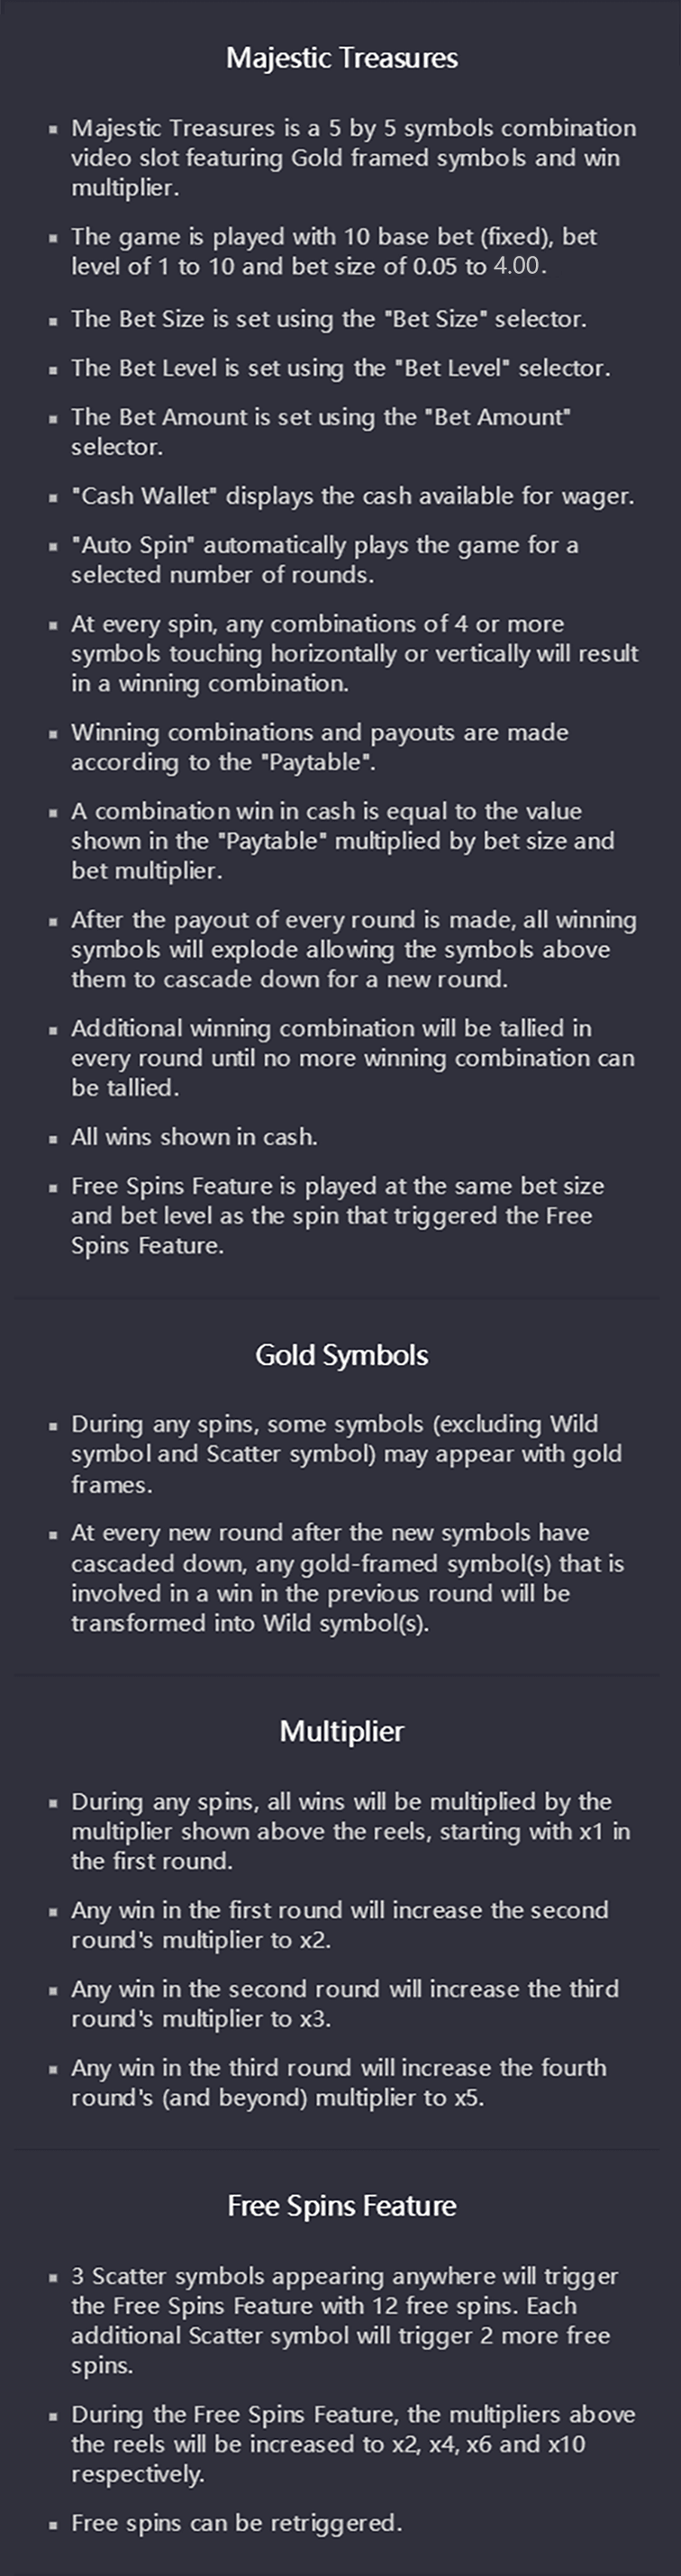 Majestic Treasures
▪ Majestic Treasures is a 5 by 5 symbols combination
video slot featuring Gold framed symbols and win
multiplier.
▪ The game is played with 10 base bet (fixed), bet
level of 1 to 10 and bet size of 0.05 to 4.00.
▪ The Bet Size is set using the "Bet Size" selector.
▪ The Bet Level is set using the "Bet Level" selector.
▪ The Bet Amount is set using the "Bet Amount"
selector.
▪ "Cash Wallet" displays the cash available for wager.
▪ "Auto Spin" automatically plays the game for a
selected number of rounds.
▪ At every spin, any combinations of 4 or more
symbols touching horizontally or vertically will result
in a winning combination.
▪ Winning combinations and payouts are made
according to the "Paytable".
▪ A combination win in cash is equal to the value
shown in the "Paytable" multiplied by bet size and
bet multiplier.
▪ After the payout of every round is made, all winning
symbols will explode allowing the symbols above
them to cascade down for a new round.
▪ Additional winning combination will be tallied in
every round until no more winning combination can
be tallied.
▪ All wins shown in cash.
▪ Free Spins Feature is played at the same bet size
and bet level as the spin that triggered the Free
Spins Feature.
Gold Symbols
▪ During any spins, some symbols (excluding Wild
symbol and Scatter symbol) may appear with gold
frames.
▪ At every new round after the new symbols have
cascaded down, any gold-framed symbol(s) that is
involved in a win in the previous round will be
transformed into Wild symbol(s).
Multiplier
▪ During any spins, all wins will be multiplied by the
multiplier shown above the reels, starting with x1 in
the first round.
▪ Any win in the first round will increase the second
round's multiplier to x2.
▪ Any win in the second round will increase the third
round's multiplier to x3.
▪ Any win in the third round will increase the fourth
round's (and beyond) multiplier to x5.
Free Spins Feature
▪ 3 Scatter symbols appearing anywhere will trigger
the Free Spins Feature with 12 free spins. Each
additional Scatter symbol will trigger 2 more free
spins.
▪ During the Free Spins Feature, the multipliers above
the reels will be increased to x2, x4, x6 and x10
respectively.
▪ Free spins can be retriggered.